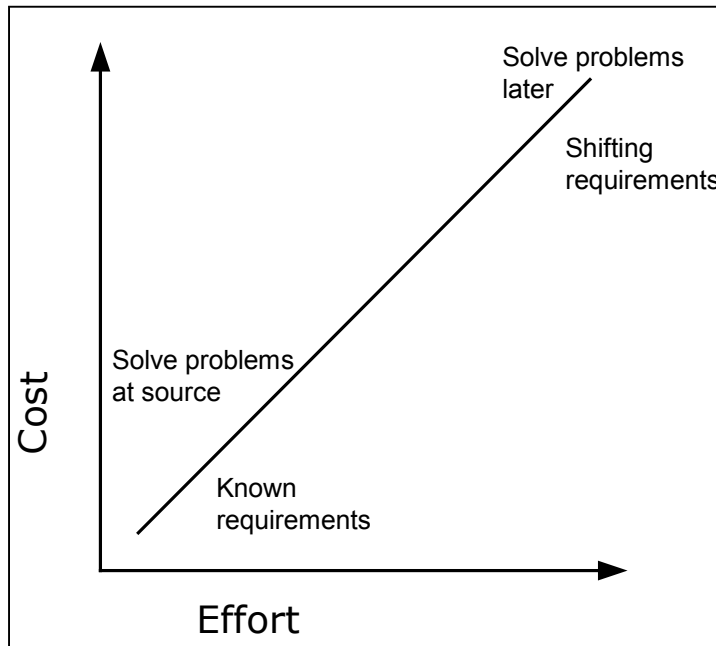 Solve problems
later
Shifting
requirements
Solve problems
at source
Cost
Known
requirements
Effort